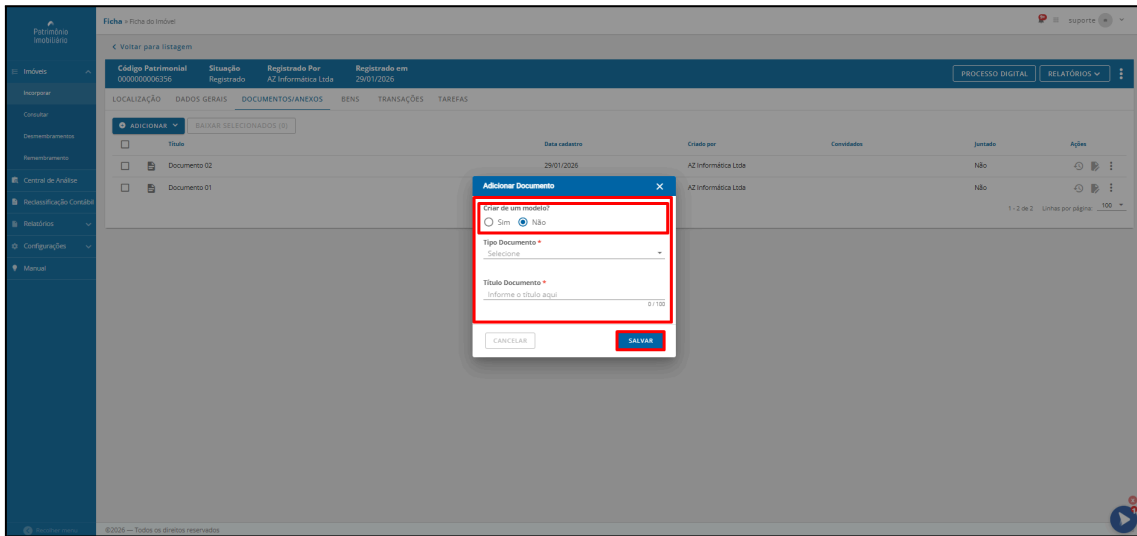 Patrimônio
Imobiliário
Ficha > Ficha do Imóvel
suporte
Voltar para listagem
Imóveis
Incorporar
Consultar
Desmembramentos
Remembramento
Central de Análise
Reclassificação Contábil
Relatórios
Configurações
Manual
Código Patrimonial Situação Registrado Por Registrado em
0000000006356 Registrado AZ Informática Ltda 29/01/2026
PROCESSO DIGITAL RELATÓRIOS
LOCALIZAÇÃO DADOS GERAIS DOCUMENTOS/ANEXOS BENS TRANSAÇÕES TAREFAS
ADICIONAR BAIXAR SELECIONADOS (0)
Título Data cadastro Criado por Convidados Juntado Ações
Documento 02 29/01/2026 AZ Informática Ltda Não
Documento 01 AZ Informática Ltda Não
1 - 2 de 2 Linhas por página: 100
Adicionar Documento
Criar de um modelo?
Sim Não
Tipo Documento *
Selecione
Título Documento *
Informe o título aqui
0 / 100
CANCELAR SALVAR
Recolher menu
©2026 — Todos os direitos reservados